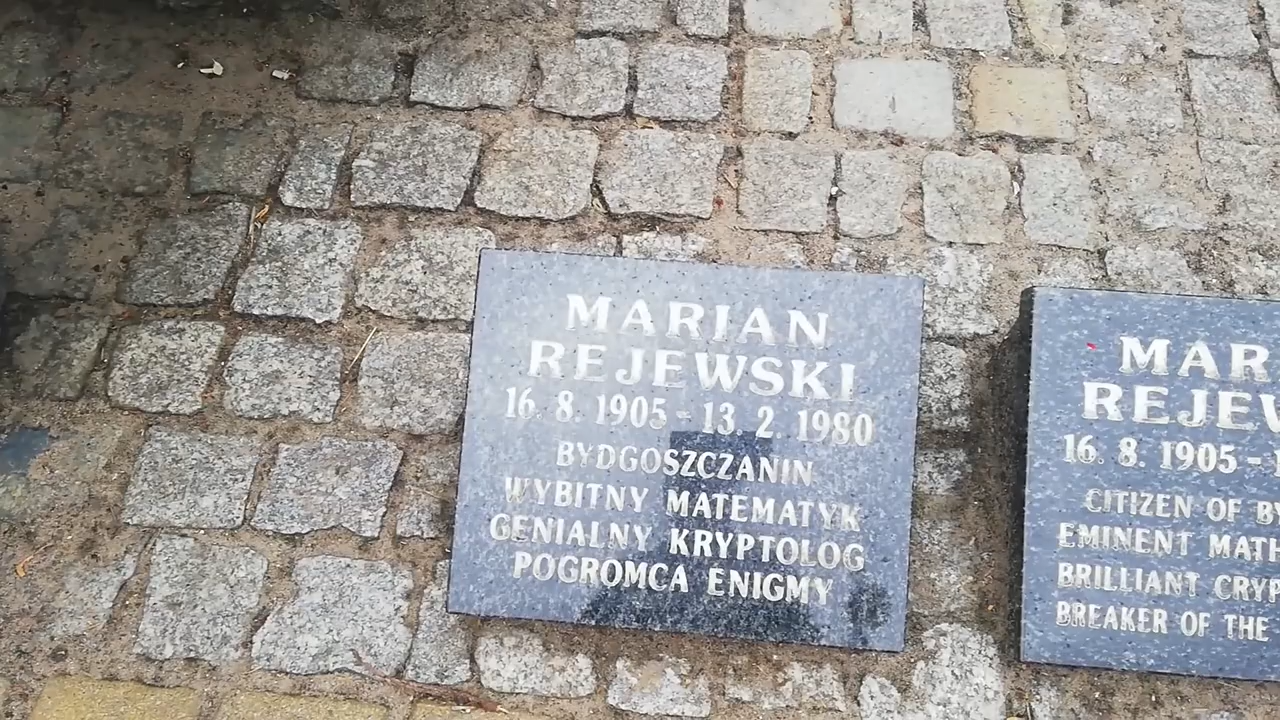 MARIAN
REJEWSKI
16. 8. 1905 - 13. 2. 1980
BYDGOSZCZANIN
WYBITNY MATEMATYK
GENIALNY KRYPTOLOG
POGROMCA ENIGMY
MAR
REJEW
16. 8. 1905 -
CITIZEN OF
EMINENT MATH
BRILLIANT CRYP
BREAKER OF THE